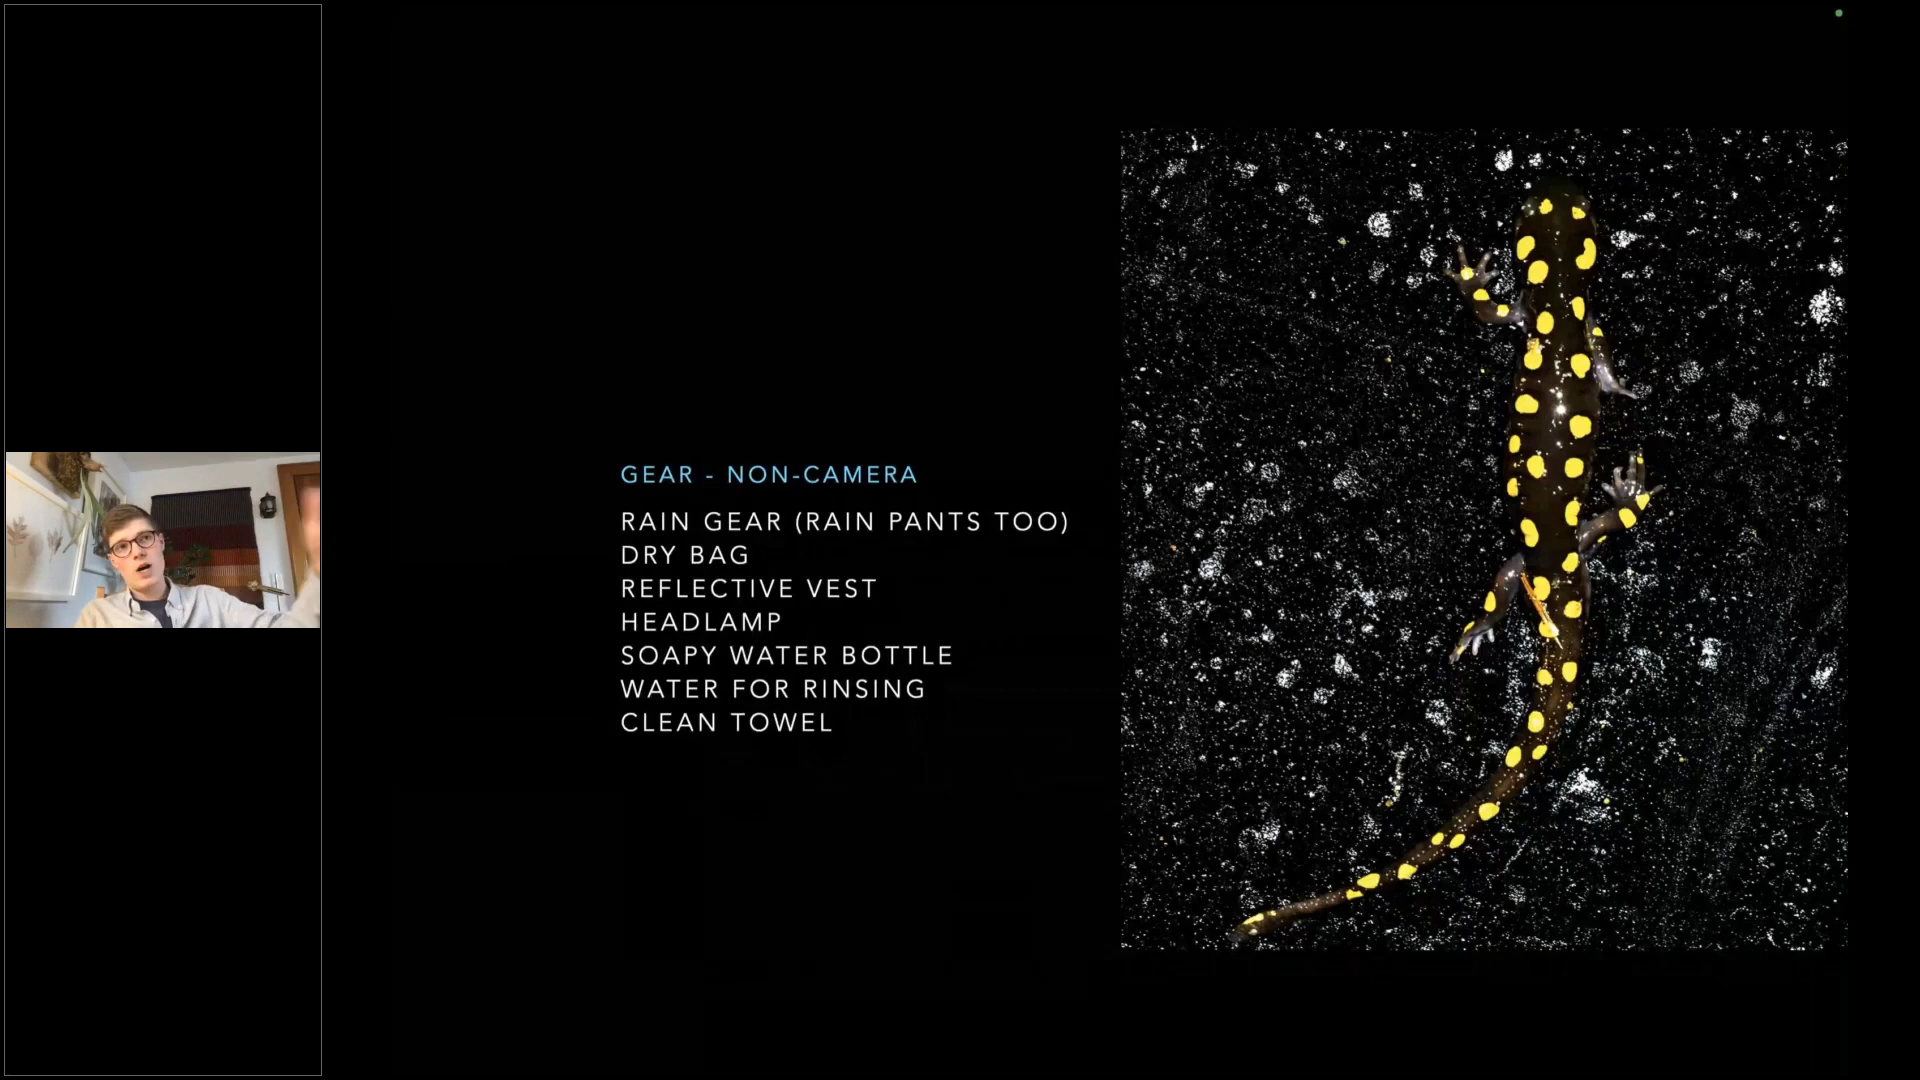 GEAR - NON-CAMERA
RAIN GEAR (RAIN PANTS TOO)
DRY BAG
REFLECTIVE VEST
HEADLAMP
SOAPY WATER BOTTLE
WATER FOR RINSING
CLEAN TOWEL